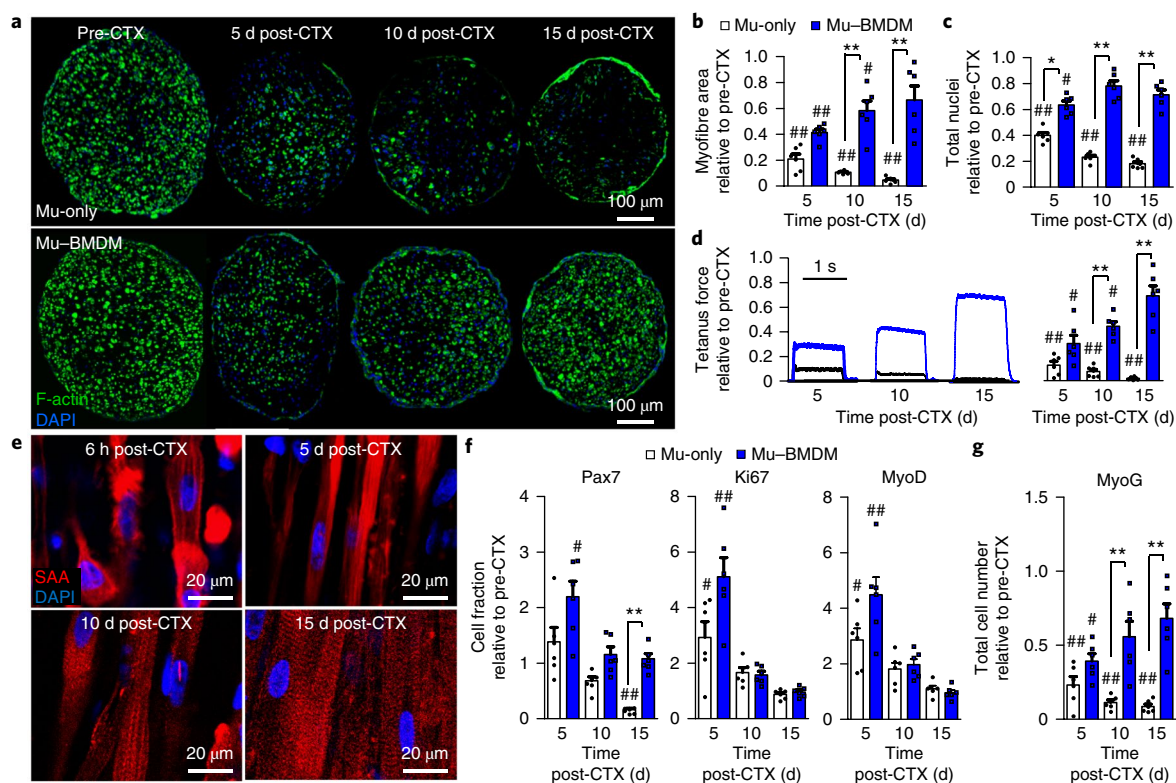 a
Pre-CTX
5 d post-CTX
10 d post-CTX
15 d post-CTX
Mu-only
100 μm
Mu–BMDM
F-actin
DAPI
100 μm
b
Mu-only
Mu–BMDM
Myofibre area
relative to pre-CTX
1.0
0.8
0.6
0.4
0.2
0
##
##
**
##
#
**
##
5
10
15
Time post-CTX (d)
c
Total nuclei
relative to pre-CTX
1.0
0.8
0.6
0.4
0.2
0
*
##
#
**
##
**
##
5
10
15
Time post-CTX (d)
d
Tetanus force
relative to pre-CTX
1.0
0.8
0.6
0.4
0.2
0
1 s
5
10
15
Time post-CTX (d)
##
#
**
##
#
**
##
5
10
15
Time post-CTX (d)
e
6 h post-CTX
SAA
DAPI
20 μm
5 d post-CTX
20 μm
10 d post-CTX
20 μm
15 d post-CTX
20 μm
f
Mu-only
Mu–BMDM
Cell fraction
relative to pre-CTX
Pax7
4
3
2
1
0
#
**
##
5
10
15
Ki67
8
6
4
2
0
#
##
5
10
15
Time
post-CTX (d)
MyoD
8
6
4
2
0
#
##
5
10
15
g
MyoG
Total cell number
relative to pre-CTX
1.5
1.0
0.5
0
##
#
**
##
**
##
5
10
15
Time
post-CTX (d)